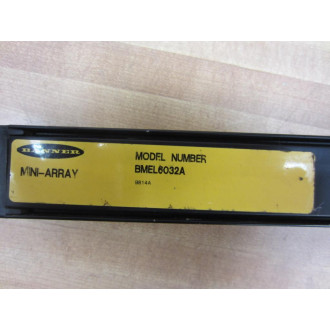 BANNER
MINI-ARRAY
MODEL NUMBER
BMEL6032A